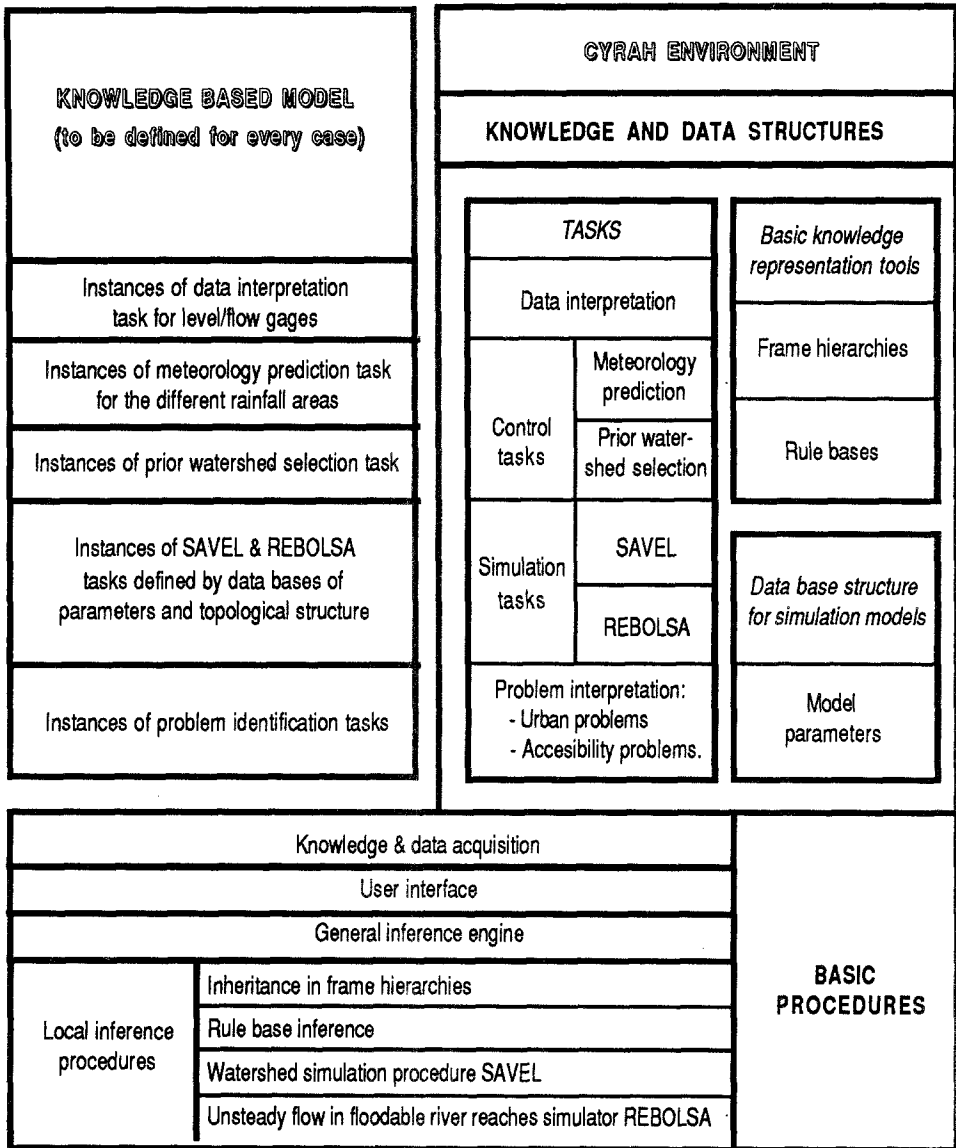 KNOWLEDGE BASED MODEL
(to be defined for every case)
Instances of data interpretation
task for level/flow gages
Instances of meteorology prediction task
for the different rainfall areas
Instances of prior watershed selection task
Instances of SAVEL & REBOLSA
tasks defined by data bases of
parameters and topological structure
Instances of problem identification tasks
CYRAH ENVIRONMENT
KNOWLEDGE AND DATA STRUCTURES
TASKS
Data interpretation
Control
tasks
Meteorology
prediction
Prior water-
shed selection
Simulation
tasks
SAVEL
REBOLSA
Problem interpretation:
- Urban problems
- Accesibility problems.
Basic knowledge
representation tools
Frame hierarchies
Rule bases
Data base structure
for simulation models
Model
parameters
Knowledge & data acquisition
User interface
General inference engine
Local inference
procedures
Inheritance in frame hierarchies
Rule base inference
Watershed simulation procedure SAVEL
Unsteady flow in floodable river reaches simulator REBOLSA
BASIC
PROCEDURES